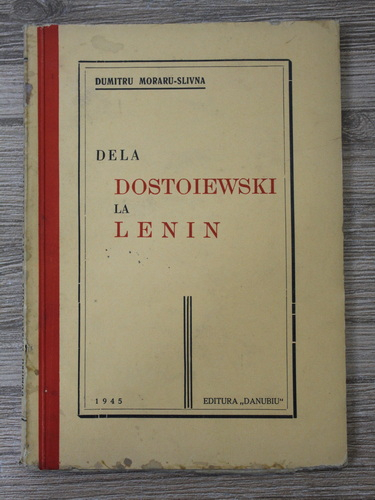 DUMITRU MORARU-SLIVNA
DELA
DOSTOIEWSKI
LA
LENIN
1945 EDITURA „DANUBIU"